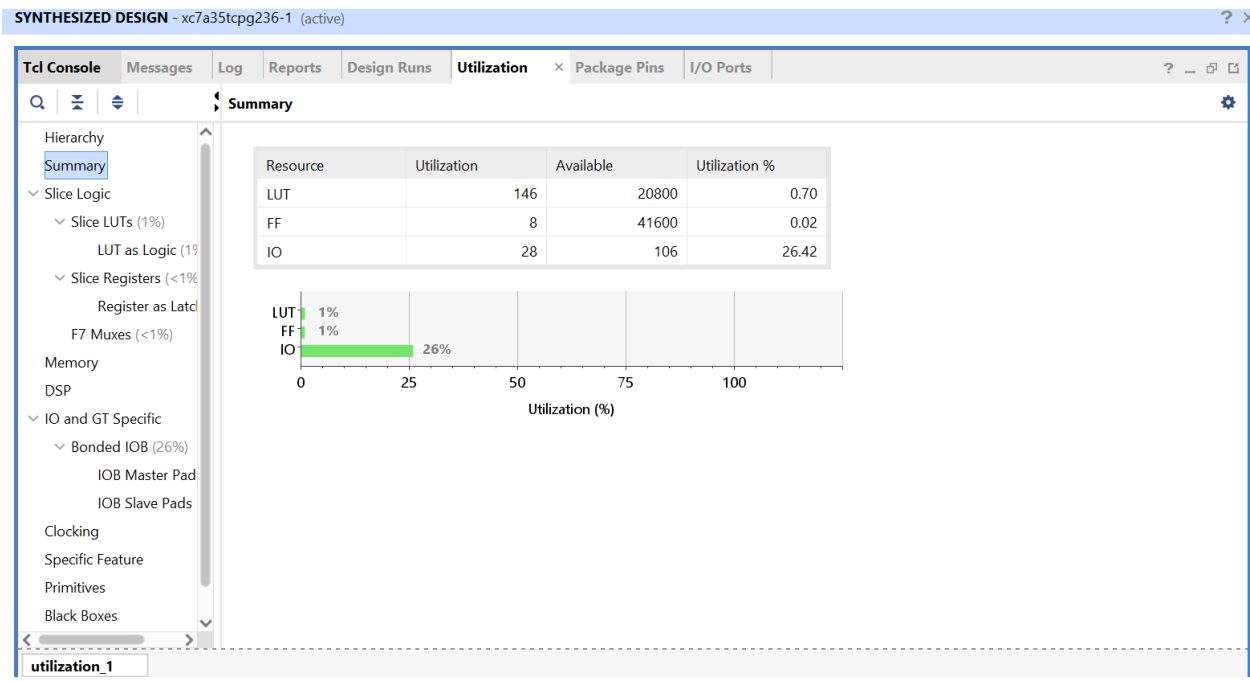 SYNTHESIZED DESIGN - xc7a35tcpg236-1 (active) ? ×
Tcl Console Messages Log Reports Design Runs Utilization × Package Pins I/O Ports ? _
Summary
Hierarchy
Summary
Slice Logic
Slice LUTs (1%)
LUT as Logic (1%
Slice Registers (<1%
Register as Latcl
F7 Muxes (<1%)
Memory
DSP
IO and GT Specific
Bonded IOB (26%)
IOB Master Pad
IOB Slave Pads
Clocking
Specific Feature
Primitives
Black Boxes
Resource Utilization Available Utilization %
LUT 146 20800 0.70
FF 8 41600 0.02
IO 28 106 26.42
LUT 1%
FF 1%
IO 26%
0 25 50 75 100
Utilization (%)
utilization_1